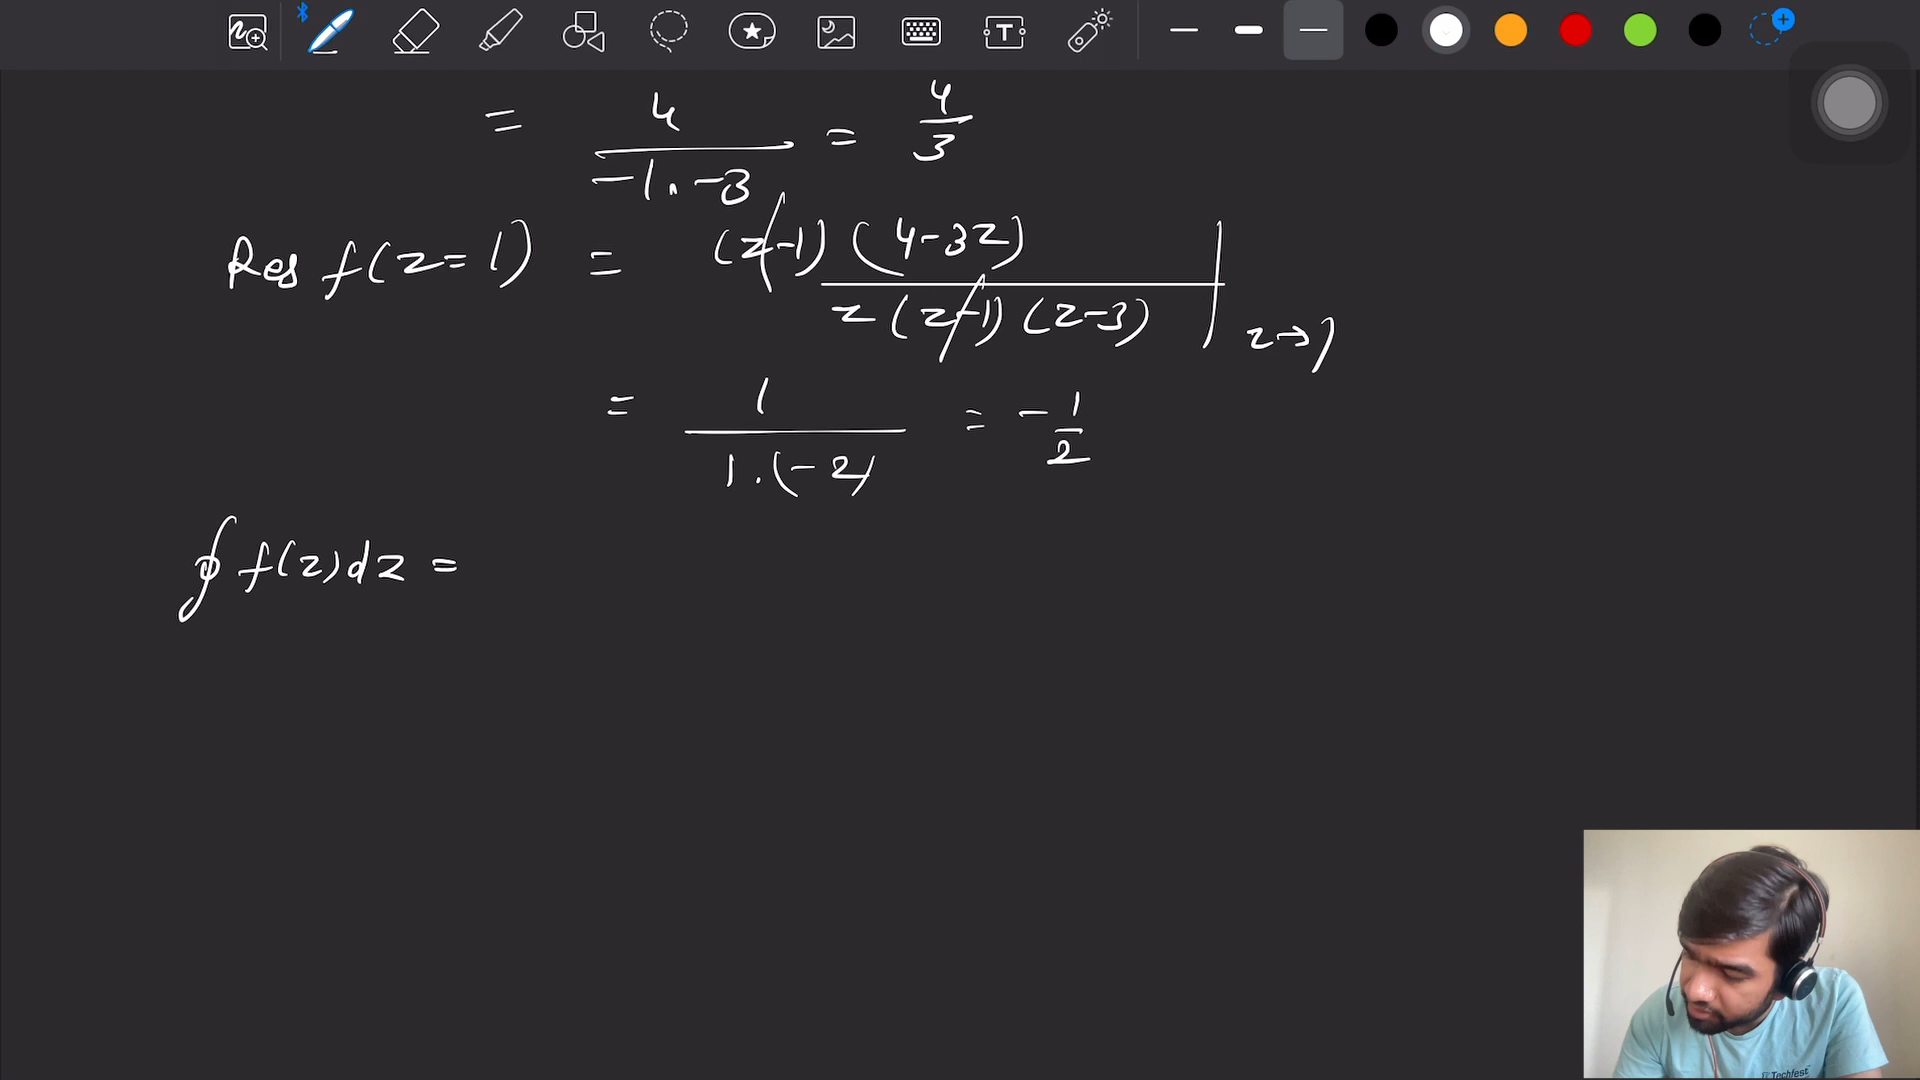 = 4 / -1 . -3 = 4/3
Res f(z=1) = (z-1) (4-3z) / z (z-1) (z-3) | z→1
= 1 / 1.(-2) = -1/2
∮ f(z)dz =
Techfest